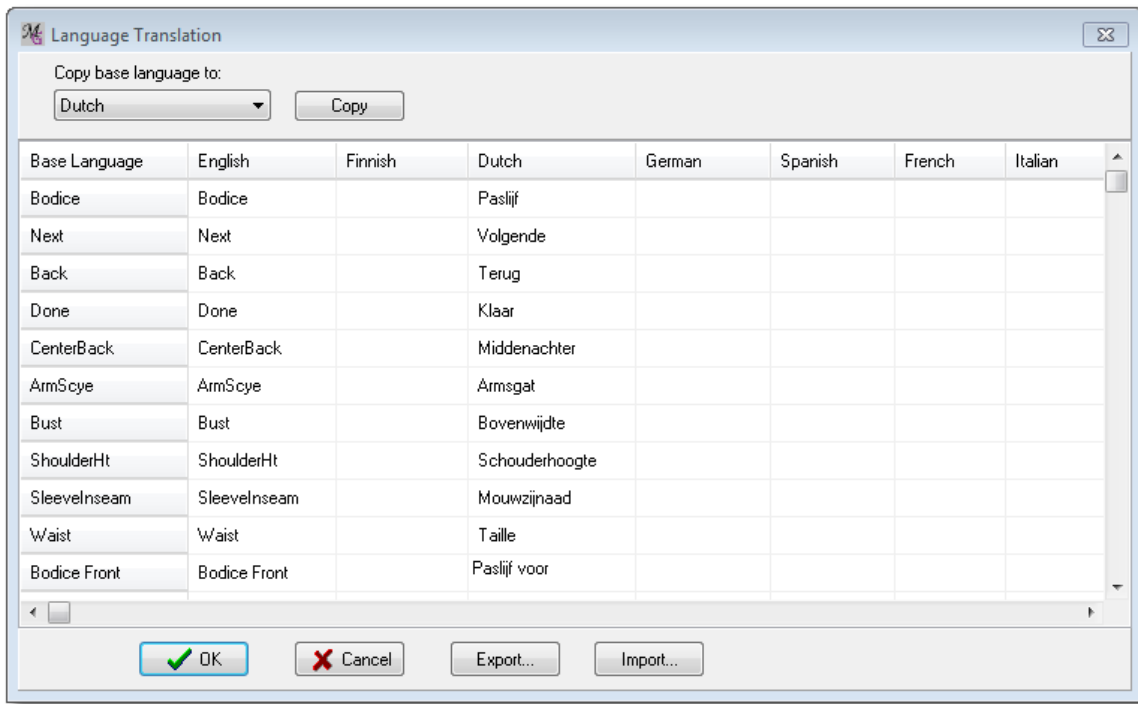 Language Translation
Copy base language to:
Dutch Copy
Base Language English Finnish Dutch German Spanish French Italian
Bodice Bodice Paslijf
Next Next Volgende
Back Back Terug
Done Done Klaar
CenterBack CenterBack Middenachter
ArmScye ArmScye Armsgat
Bust Bust Bovenwijdte
ShoulderHt ShoulderHt Schouderhoogte
SleeveInseam SleeveInseam Mouwzijnaad
Waist Waist Taille
Bodice Front Bodice Front Paslijf voor
OK Cancel Export... Import...